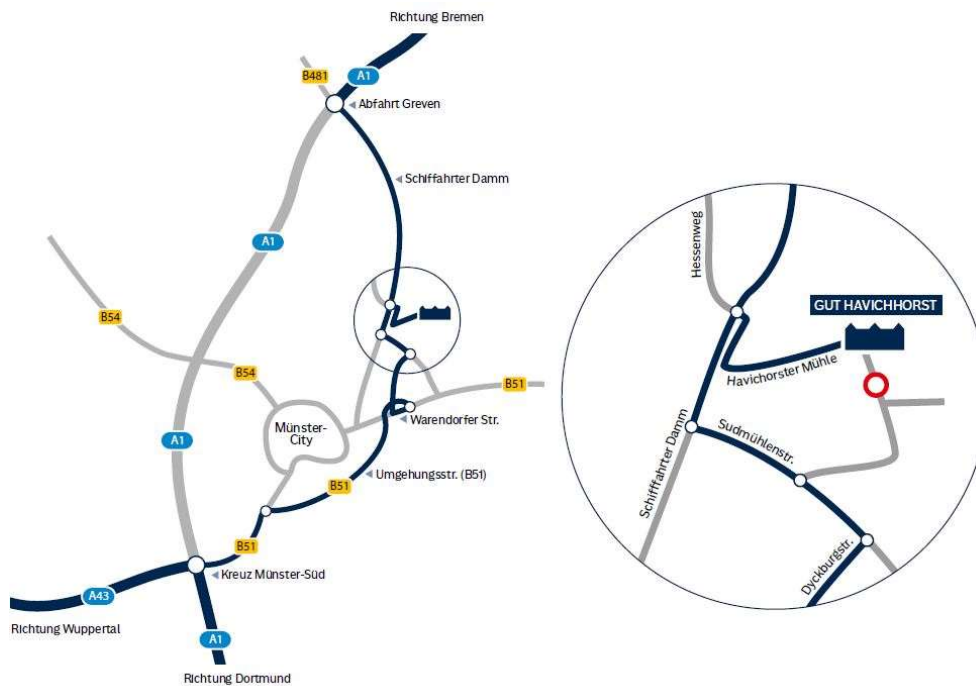 Richtung Bremen
B481
A1
Abfahrt Greven
Schiffahrter Damm
A1
B54
B54
B51
Münster-
City
Warendorfer Str.
A1
Umgehungsstr. (B51)
B51
B51
Kreuz Münster-Süd
A43
Richtung Wuppertal
A1
Richtung Dortmund
Hessenweg
GUT HAVICHHORST
Havichorster Mühle
Schifffahrter Damm
Sudmühlenstr.
Dyckburgstr.